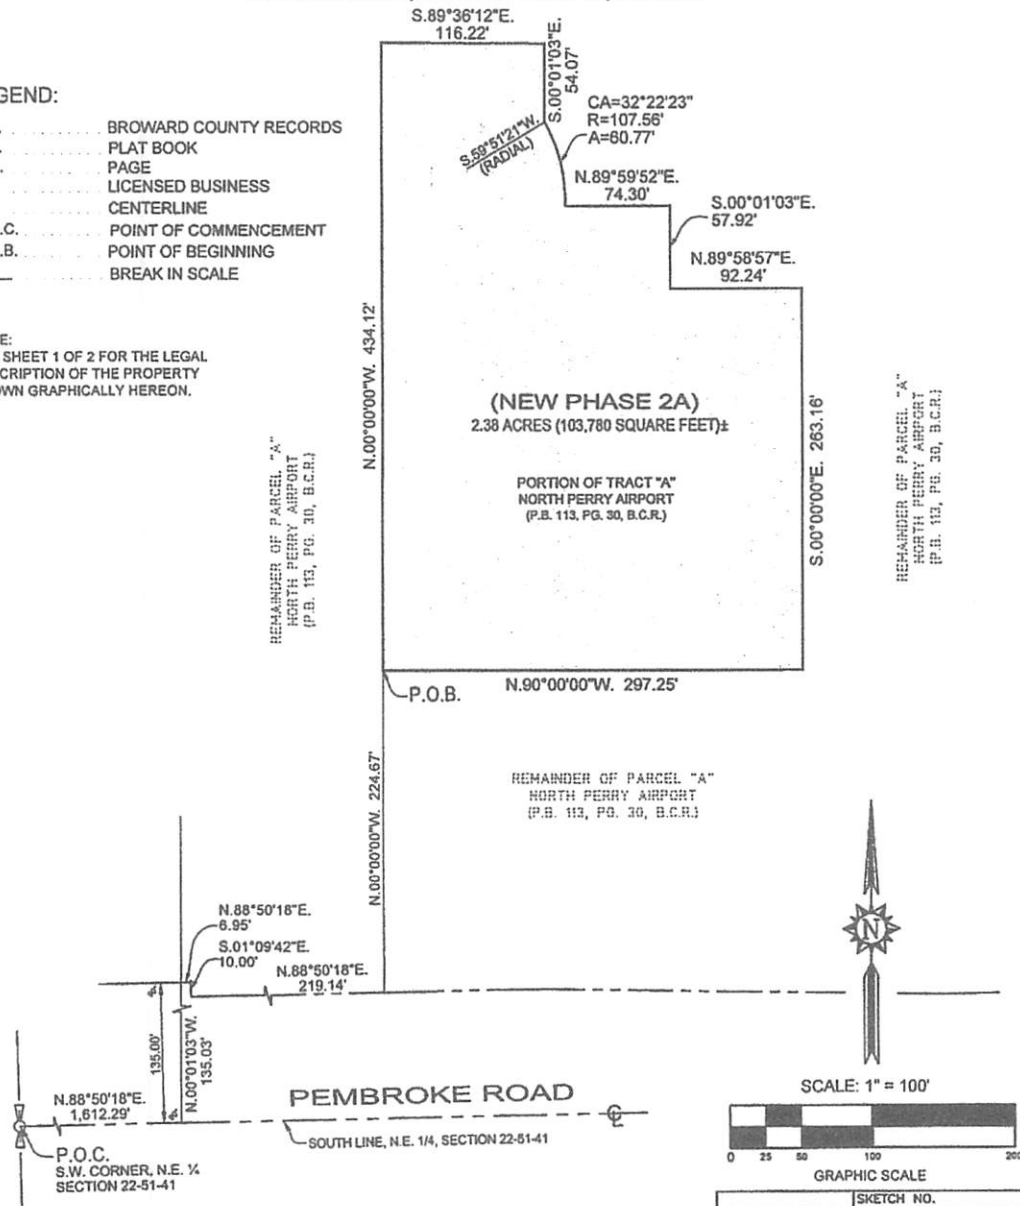 S.89°36'12"E.
116.22'
S.00°01'03"E.
54.07'
CA=32°22'23"
R=107.56'
A=60.77'
S.59°51'21"W.
(RADIAL)
N.89°59'52"E.
74.30'
S.00°01'03"E.
57.92'
N.89°58'57"E.
92.24'
GEND:
BROWARD COUNTY RECORDS
PLAT BOOK
PAGE
LICENSED BUSINESS
CENTERLINE
.C. POINT OF COMMENCEMENT
.B. POINT OF BEGINNING
BREAK IN SCALE
E:
SHEET 1 OF 2 FOR THE LEGAL
CRIPTION OF THE PROPERTY
OWN GRAPHICALLY HEREON.
N.00°00'00"W. 434.12'
(NEW PHASE 2A)
2.38 ACRES (103,780 SQUARE FEET)±
PORTION OF TRACT "A"
NORTH PERRY AIRPORT
(P.B. 113, PG. 30, B.C.R.)
S.00°00'00"E. 263.16'
REMAINDER OF PARCEL "A"
NORTH PERRY AIRPORT
(P.B. 113, PG. 30, B.C.R.)
REMAINDER OF PARCEL "A"
NORTH PERRY AIRPORT
(P.B. 113, PG. 30, B.C.R.)
N.90°00'00"W. 297.25'
P.O.B.
N.00°00'00"W. 224.67'
REMAINDER OF PARCEL "A"
NORTH PERRY AIRPORT
(P.B. 113, PG. 30, B.C.R.)
N.88°50'18"E.
6.95'
S.01°09'42"E.
10.00'
N.88°50'18"E.
219.14'
135.00'
N.00°01'03"W.
135.03'
N
N.88°50'18"E.
1,612.29'
PEMBROKE ROAD
SOUTH LINE, N.E. 1/4, SECTION 22-51-41
P.O.C.
S.W. CORNER, N.E. ¼
SECTION 22-51-41
SCALE: 1" = 100'
0 25 50 100 200
GRAPHIC SCALE
SKETCH NO.